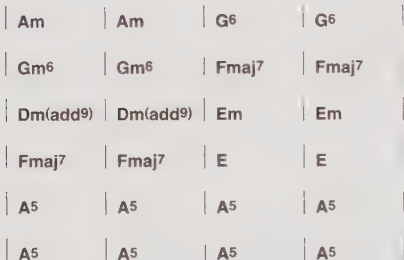 | Am | Am | G6 | G6 |
| Gm6 | Gm6 | Fmaj7 | Fmaj7 |
| Dm(add9) | Dm(add9) | Em | Em |
| Fmaj7 | Fmaj7 | E | E |
| A5 | A5 | A5 | A5 |
| A5 | A5 | A5 | A5 |